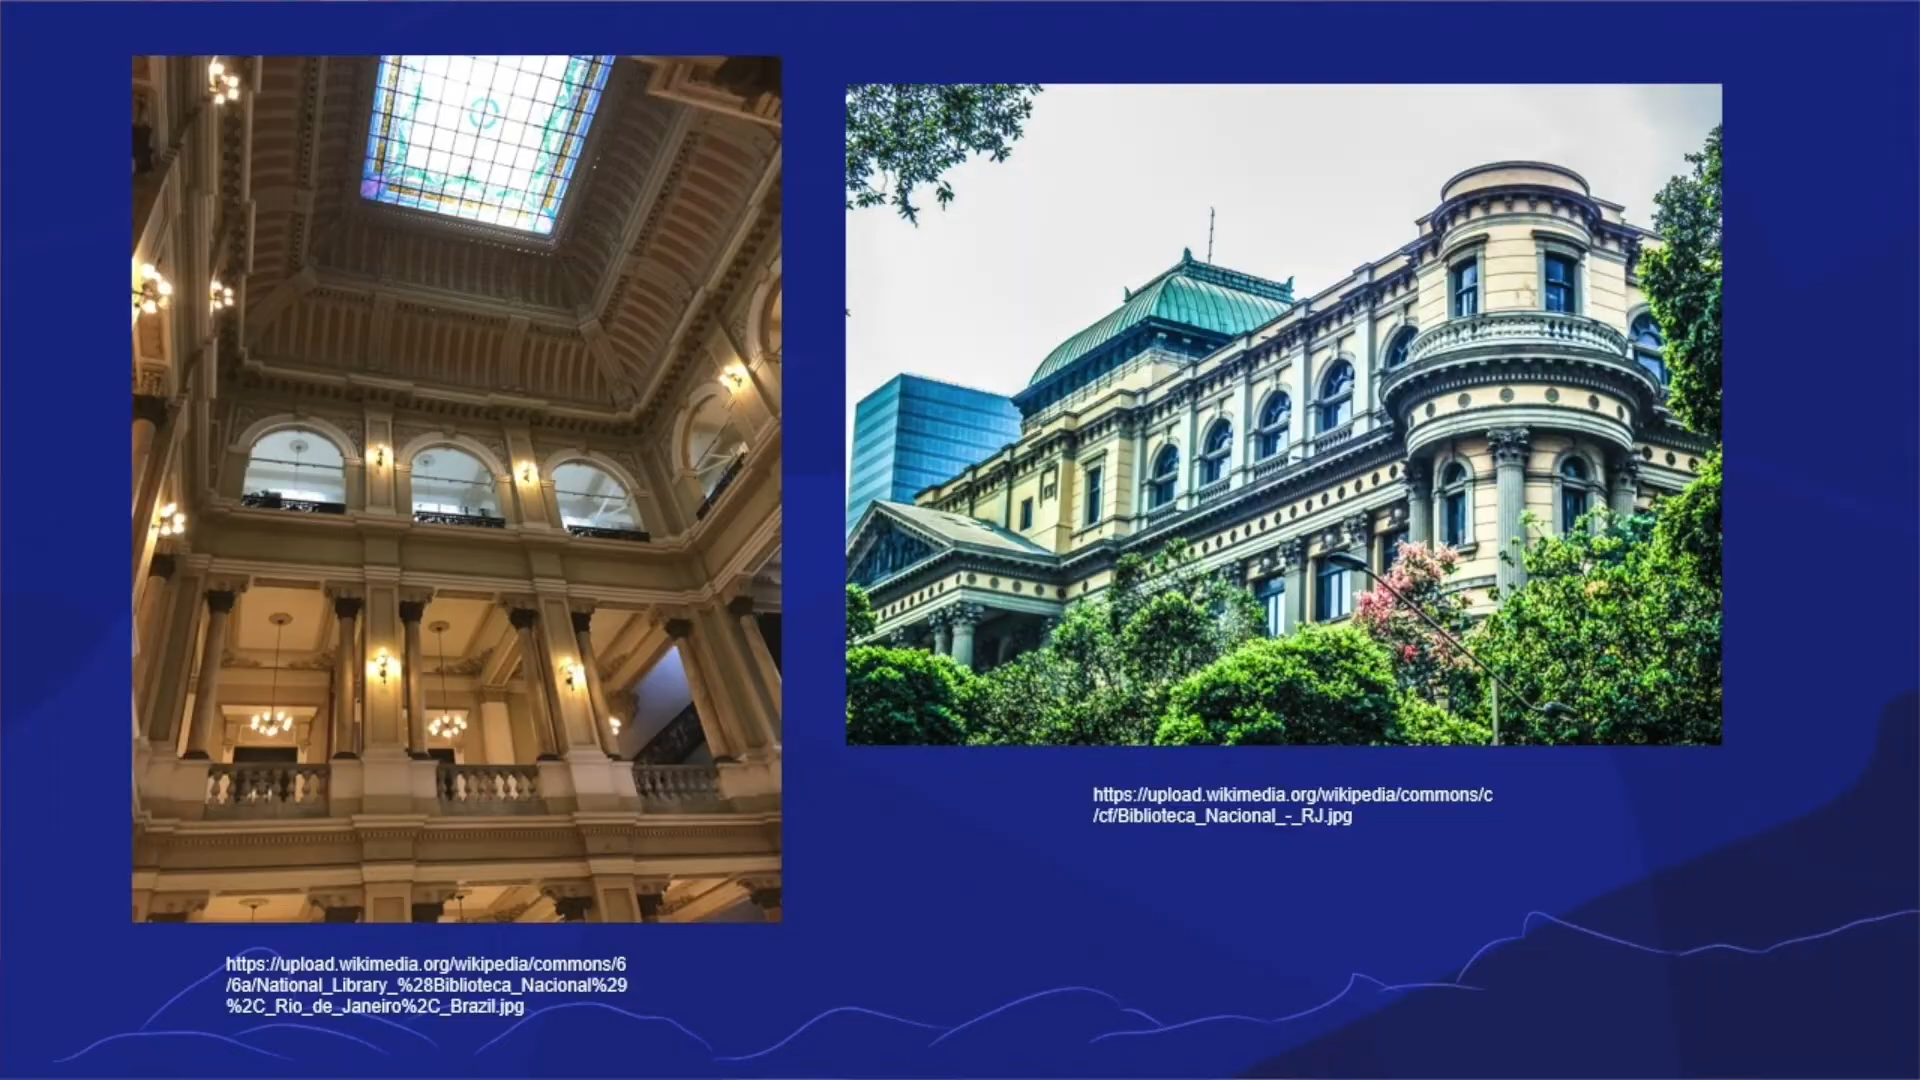 https://upload.wikimedia.org/wikipedia/commons/c
/cf/Biblioteca_Nacional_-_RJ.jpg
https://upload.wikimedia.org/wikipedia/commons/6
/6a/National_Library_%28Biblioteca_Nacional%29
%2C_Rio_de_Janeiro%2C_Brazil.jpg